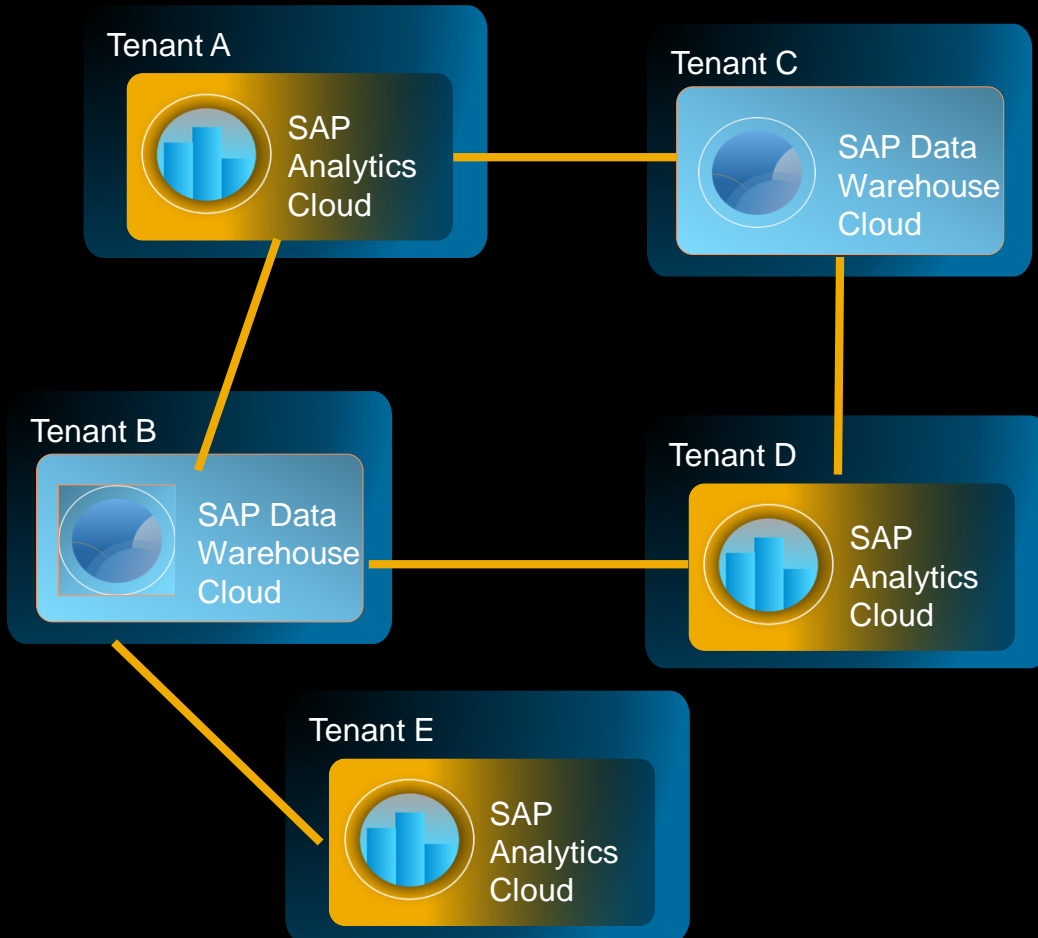 Tenant A
SAP
Analytics
Cloud
Tenant C
SAP Data
Warehouse
Cloud
Tenant B
SAP Data
Warehouse
Cloud
Tenant D
SAP
Analytics
Cloud
Tenant E
SAP
Analytics
Cloud